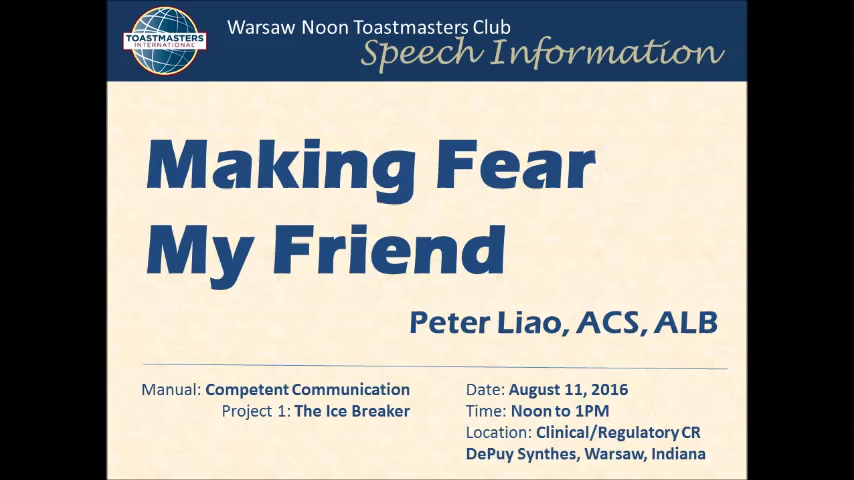 TOASTMASTERS
INTERNATIONAL
Warsaw Noon Toastmasters Club
Speech Information
Making Fear
My Friend
Peter Liao, ACS, ALB
Manual: Competent Communication
Project 1: The Ice Breaker
Date: August 11, 2016
Time: Noon to 1PM
Location: Clinical/Regulatory CR
DePuy Synthes, Warsaw, Indiana